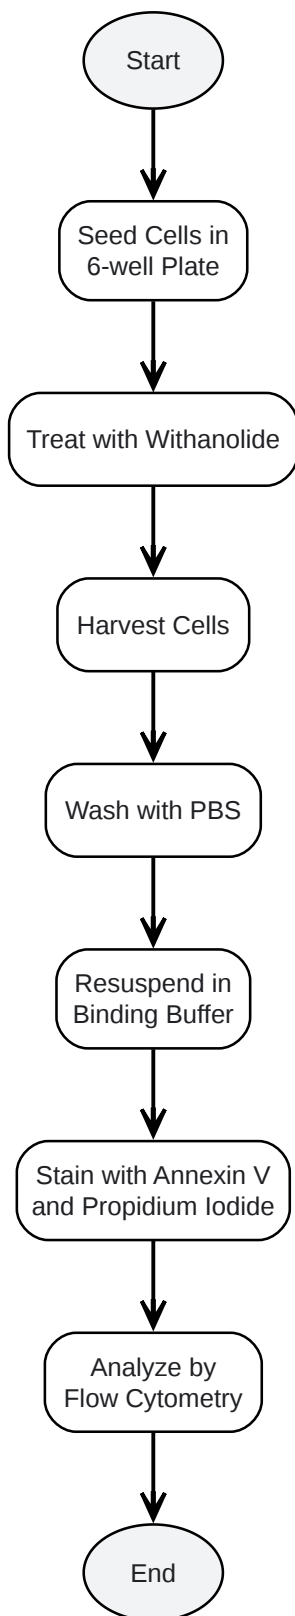 Start
Seed Cells in
6-well Plate
Treat with Withanolide
Harvest Cells
Wash with PBS
Resuspend in
Binding Buffer
Stain with Annexin V
and Propidium Iodide
Analyze by
Flow Cytometry
End